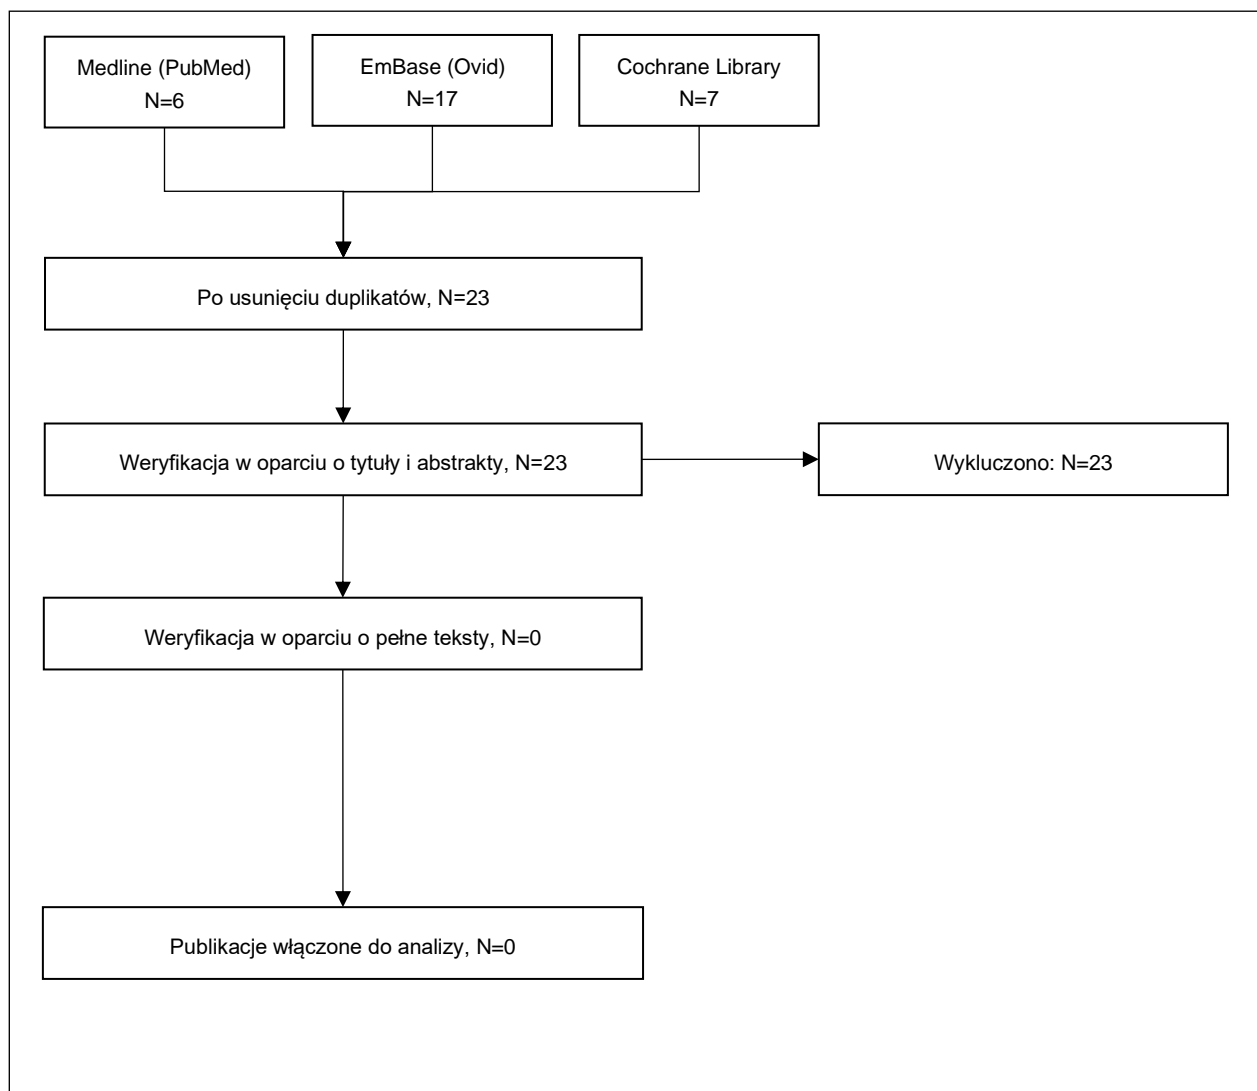 Medline (PubMed)
N=6
EmBase (Ovid)
N=17
Cochrane Library
N=7
Po usunięciu duplikatów, N=23
Weryfikacja w oparciu o tytuły i abstrakty, N=23
Wykluczono: N=23
Weryfikacja w oparciu o pełne teksty, N=0
Publikacje włączone do analizy, N=0